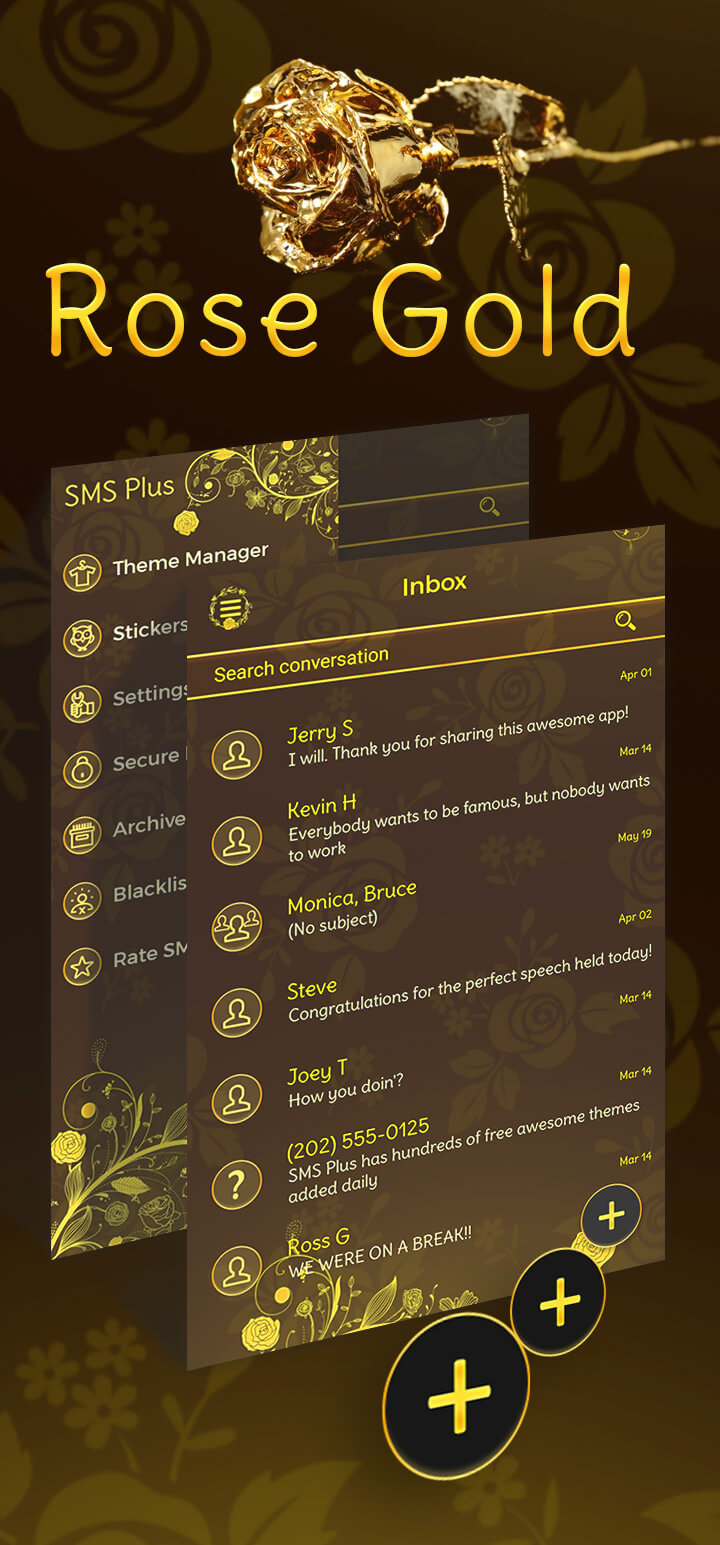 Rose Gold
SMS Plus
Theme Manager
Stickers
Settings
Secure
Archive
Blacklis
Rate SM
Inbox
Search conversation
Apr 01
Jerry S
I will. Thank you for sharing this awesome app!
Mar 14
Kevin H
Everybody wants to be famous, but nobody wants
to work
May 19
Monica, Bruce
(No subject)
Apr 02
Steve
Congratulations for the perfect speech held today!
Mar 14
Joey T
How you doin'?
Mar 14
(202) 555-0125
SMS Plus has hundreds of free awesome themes
added daily
Mar 14
Ross G
WE WERE ON A BREAK!!